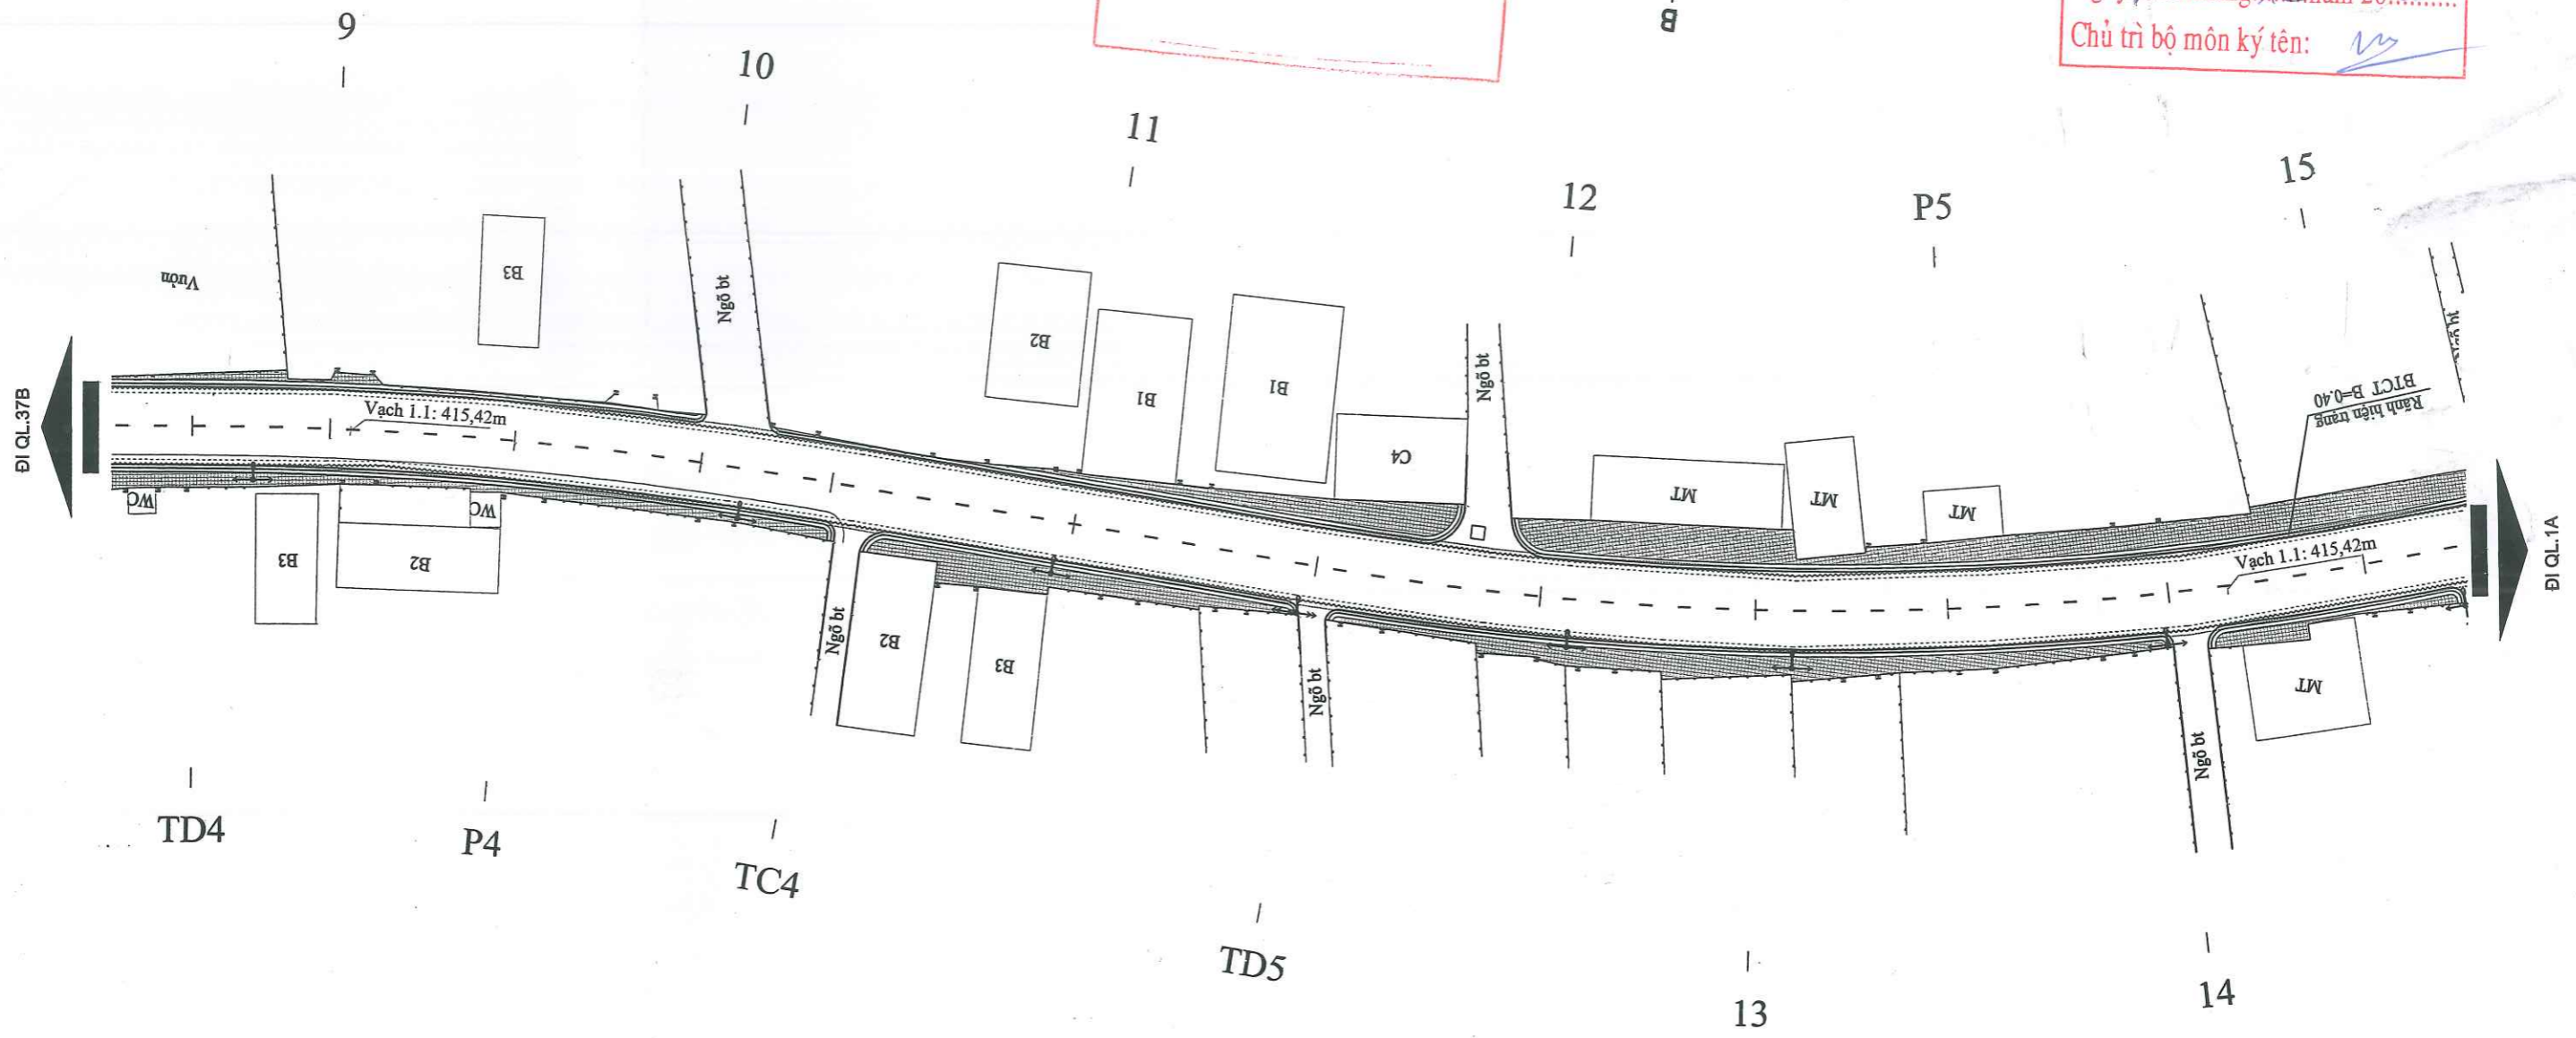 9
10
B
Chủ trì bộ môn ký tên:
11
12
P5
15
Vườn
B3
Ngõ bt
B2
B1
B1
C4
Ngõ bt
MT
MT
MT
Ngõ bt
Rãnh hiện trạng
BTCT B=0.40
ĐI QL.37B
Vạch 1.1: 415,42m
Vạch 1.1: 415,42m
ĐI QL.1A
WC
B3
B2
WC
Ngõ bt
B2
B3
Ngõ bt
Ngõ bt
MT
TD4
P4
TC4
TD5
13
14